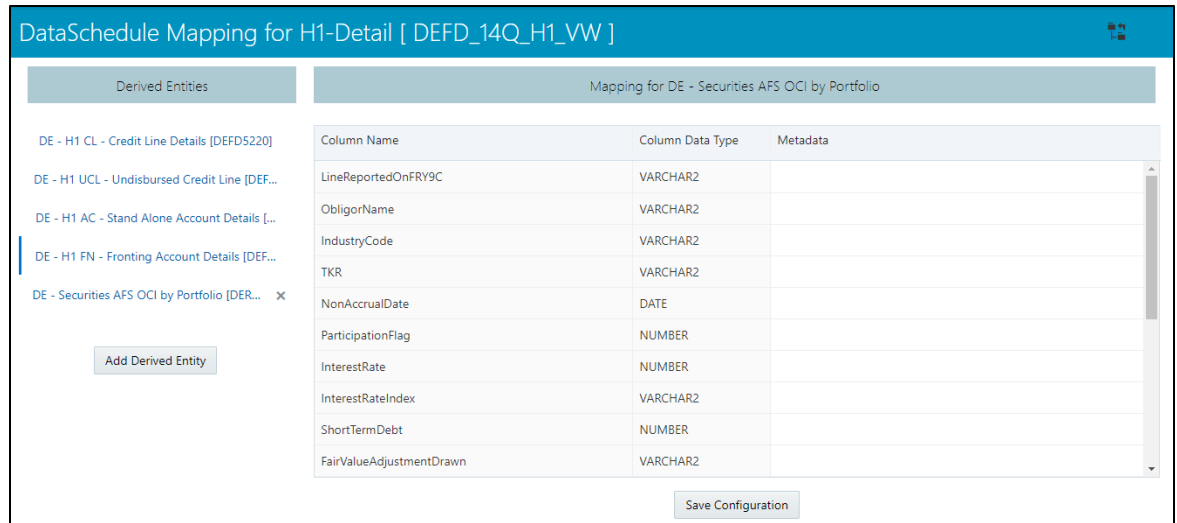 DataSchedule Mapping for H1-Detail [ DEFD_14Q_H1_VW ]
Derived Entities
Mapping for DE - Securities AFS OCI by Portfolio
DE - H1 CL - Credit Line Details [DEFD5220]
DE - H1 UCL - Undisbursed Credit Line [DEF...
DE - H1 AC - Stand Alone Account Details [...
DE - H1 FN - Fronting Account Details [DEF...
DE - Securities AFS OCI by Portfolio [DER...
Add Derived Entity
Column Name Column Data Type Metadata
LineReportedOnFRY9C VARCHAR2
ObligorName VARCHAR2
IndustryCode VARCHAR2
TKR VARCHAR2
NonAccrualDate DATE
ParticipationFlag NUMBER
InterestRate NUMBER
InterestRateIndex VARCHAR2
ShortTermDebt NUMBER
FairValueAdjustmentDrawn VARCHAR2
Save Configuration